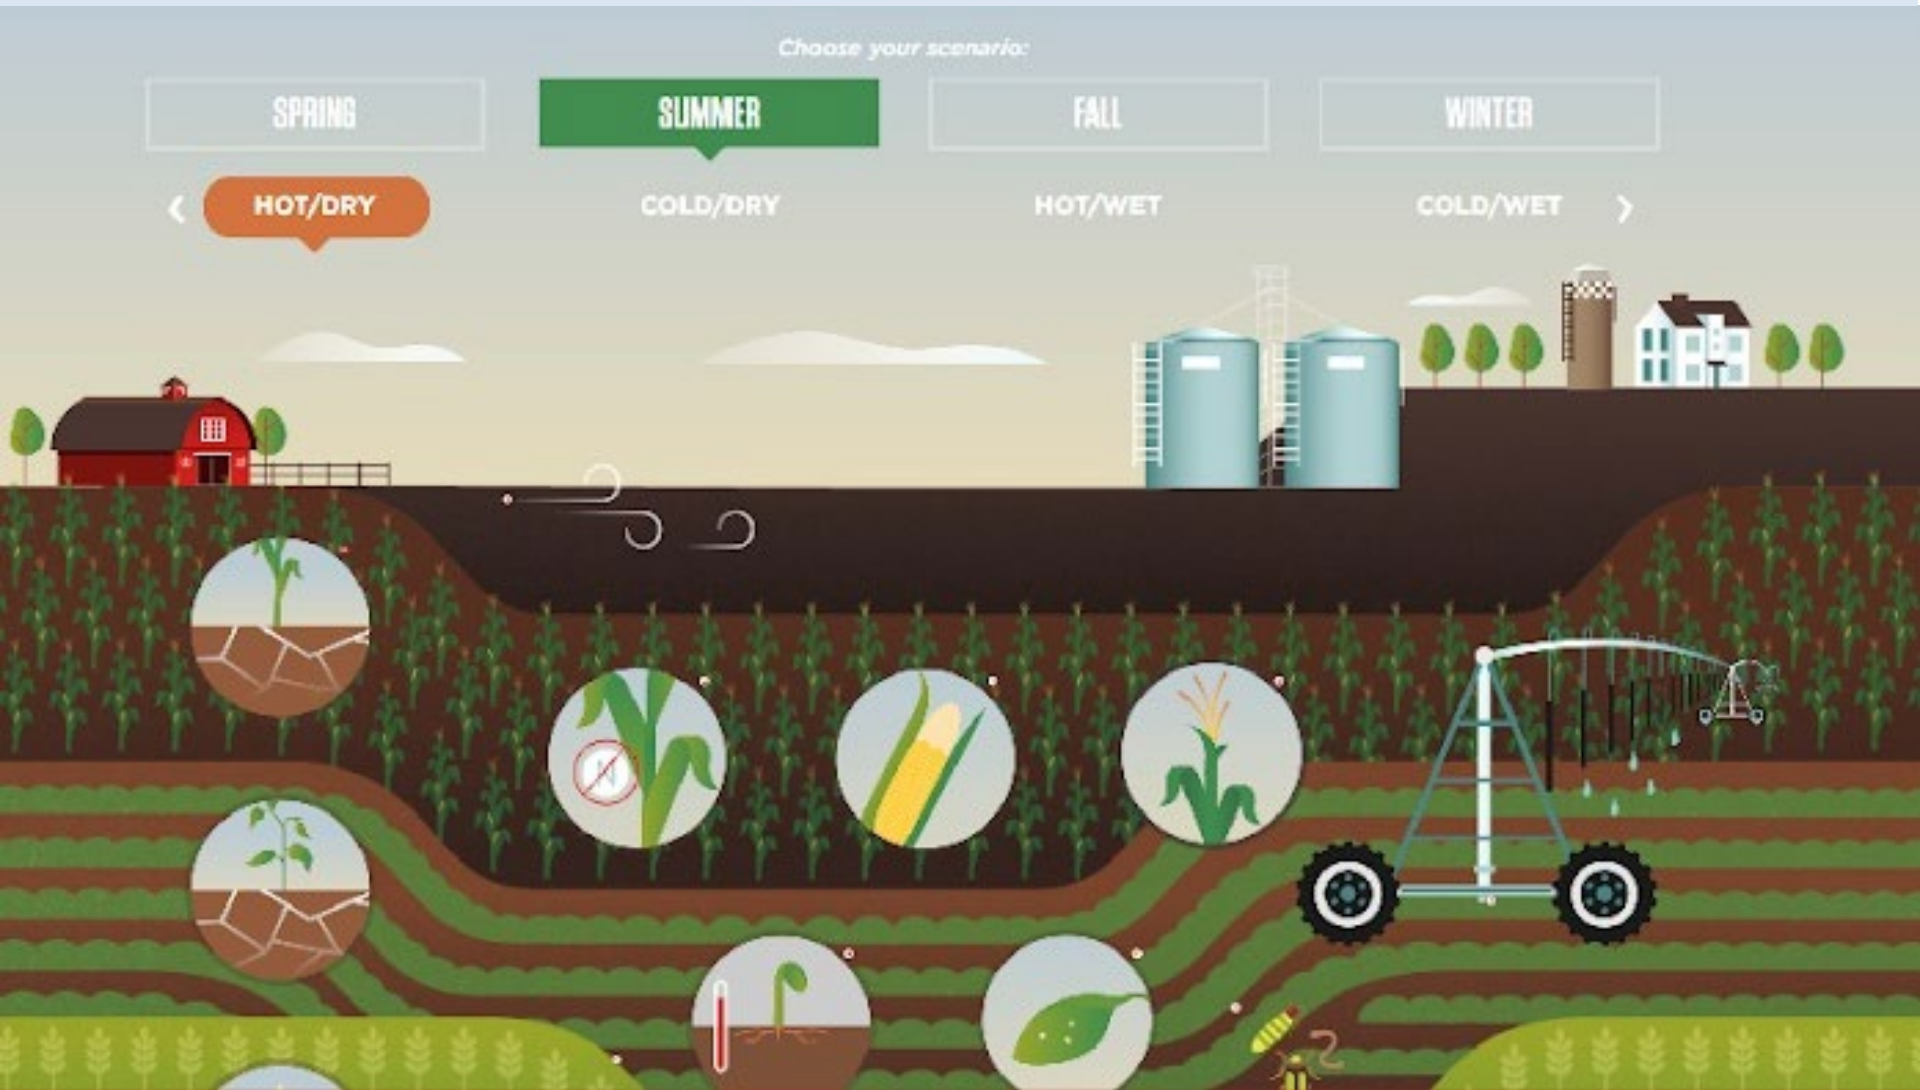 Choose your scenario:
SPRING
SUMMER
FALL
WINTER
HOT/DRY
COLD/DRY
HOT/WET
COLD/WET
N